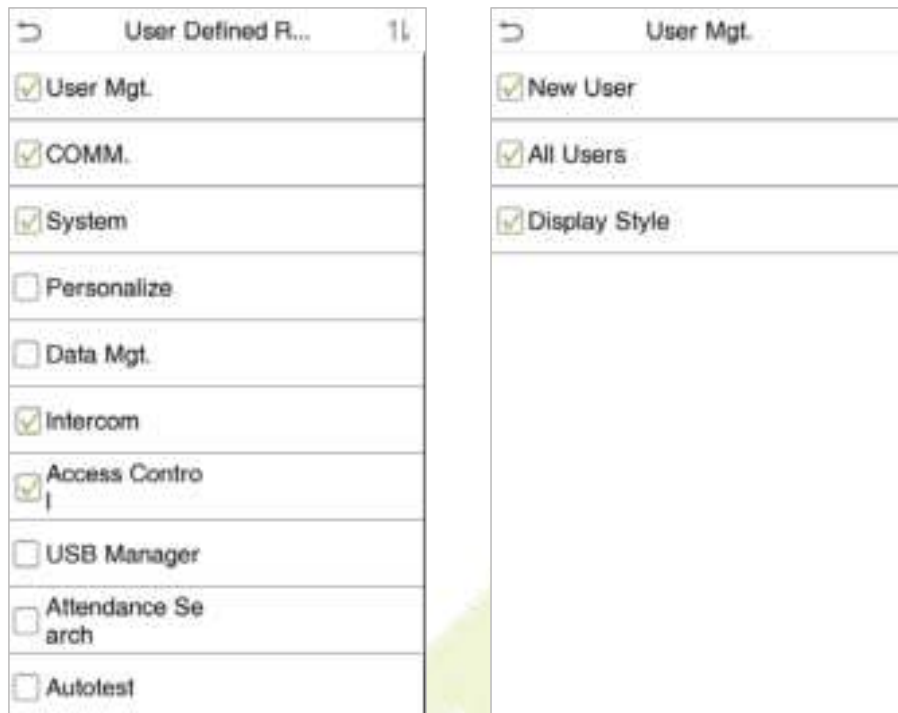 User Defined R...
User Mgt.
COMM.
System
Personalize
Data Mgt.
Intercom
Access Contro
l
USB Manager
Attendance Se
arch
Autotest
User Mgt.
New User
All Users
Display Style